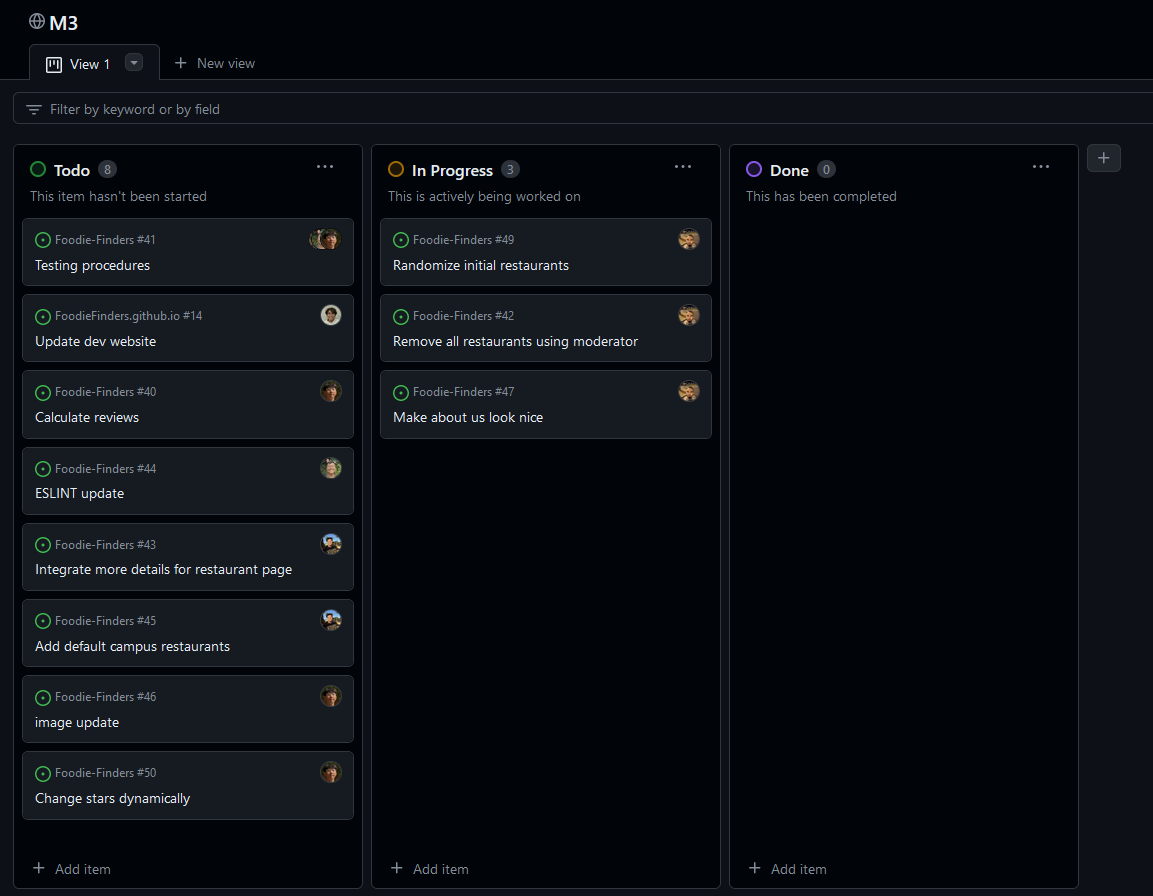 M3
View 1
New view
Filter by keyword or by field
Todo 8
This item hasn't been started
Foodie-Finders #41
Testing procedures
FoodieFinders.github.io #14
Update dev website
Foodie-Finders #40
Calculate reviews
Foodie-Finders #44
ESLINT update
Foodie-Finders #43
Integrate more details for restaurant page
Foodie-Finders #45
Add default campus restaurants
Foodie-Finders #46
image update
Foodie-Finders #50
Change stars dynamically
Add item
In Progress 3
This is actively being worked on
Foodie-Finders #49
Randomize initial restaurants
Foodie-Finders #42
Remove all restaurants using moderator
Foodie-Finders #47
Make about us look nice
Add item
Done 0
This has been completed
Add item